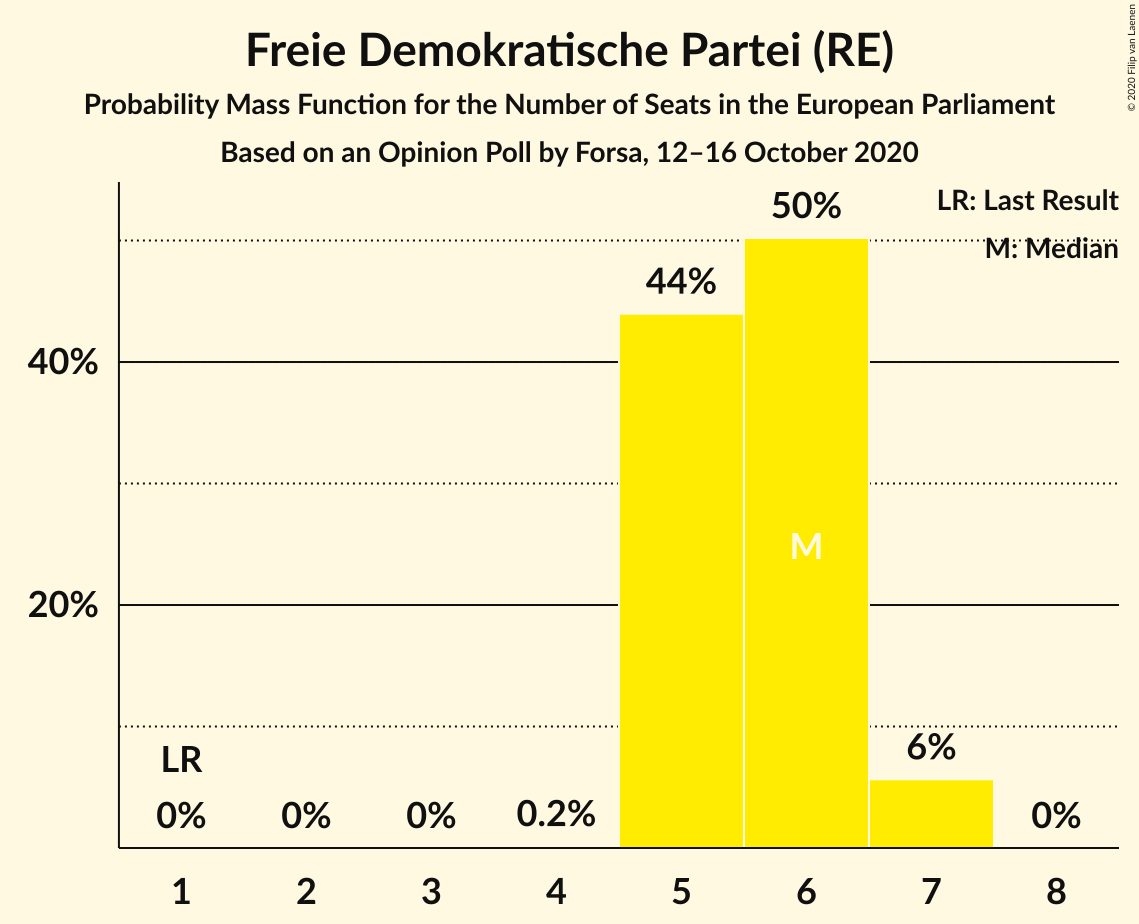 Freie Demokratische Partei (RE)
Probability Mass Function for the Number of Seats in the European Parliament
Based on an Opinion Poll by Forsa, 12–16 October 2020
© 2020 Filip van Laenen
LR: Last Result
M: Median
50%
44%
40%
M
20%
6%
LR
0%
0%
0%
0.2%
0%
1
2
3
4
5
6
7
8